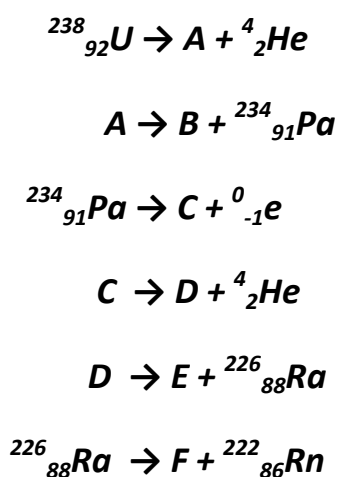 ²³⁸₉₂U → A + ⁴₂He
A → B + ²³⁴₉₁Pa
²³⁴₉₁Pa → C + ⁰₋₁e
C → D + ⁴₂He
D → E + ²²⁶₈₈Ra
²²⁶₈₈Ra → F + ²²²₈₆Rn